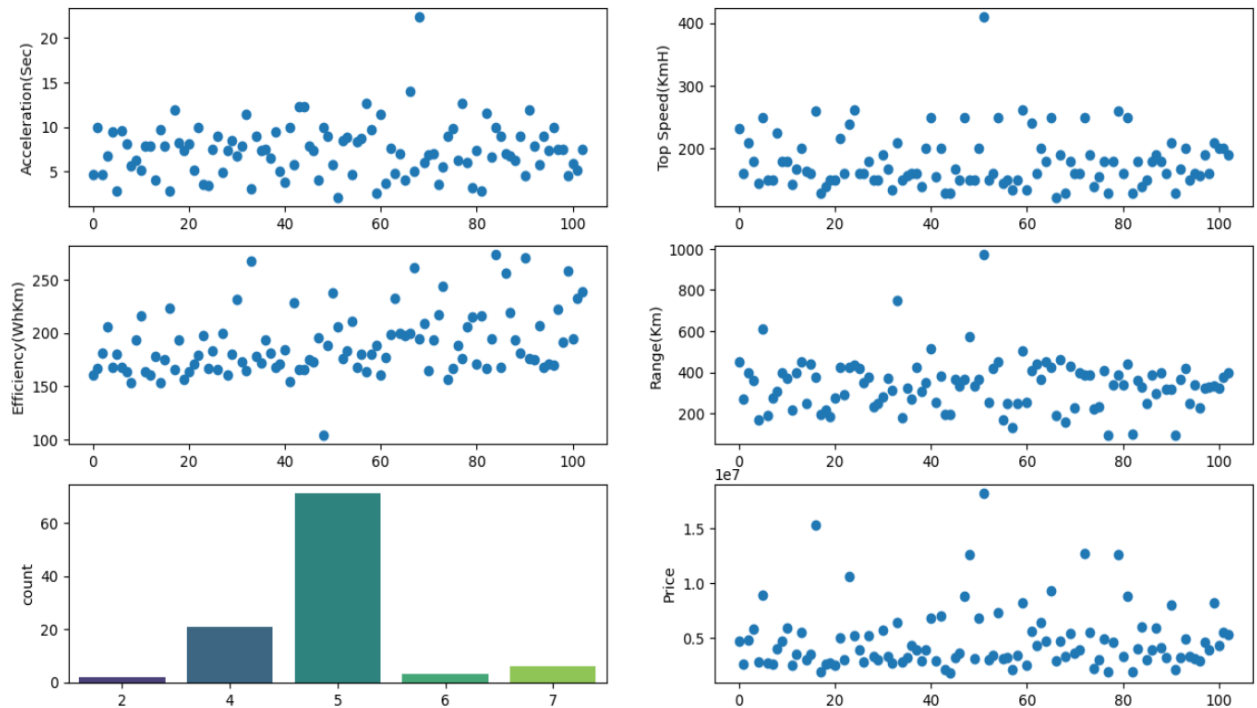 Acceleration(Sec)
20
15
10
5
0 20 40 60 80 100
Top Speed(KmH)
400
300
200
0 20 40 60 80 100
Efficiency(WhKm)
250
200
150
100
0 20 40 60 80 100
Range(Km)
1000
800
600
400
200
0 20 40 60 80 100
count
60
40
20
0
2 4 5 6 7
1e7
Price
1.5
1.0
0.5
0 20 40 60 80 100